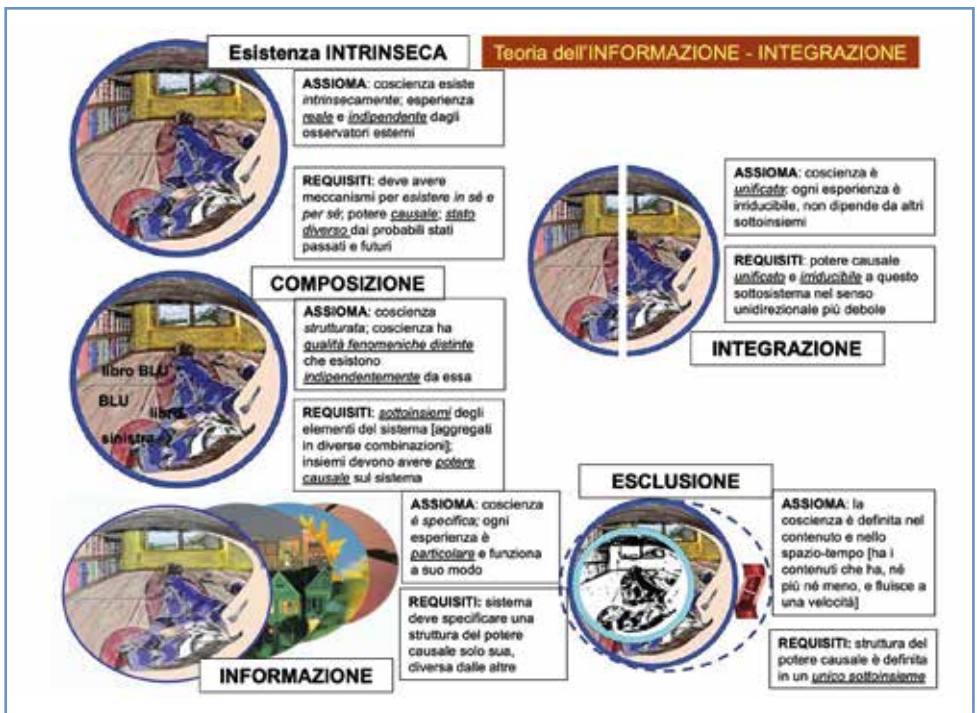 Esistenza INTRINSECA
Teoria dell'INFORMAZIONE - INTEGRAZIONE
ASSIOMA: coscienza esiste
intrinsecamente; esperienza
reale e indipendente dagli
osservatori esterni
REQUISITI: deve avere
meccanismi per esistere in sé e
per sé; potere causale; stato
diverso dai probabili stati
passati e futuri
ASSIOMA: coscienza è
unificata: ogni esperienza è
irriducibile, non dipende da altri
sottoinsiemi
REQUISITI: potere causale
unificato e irriducibile a questo
sottosistema nel senso
unidirezionale più debole
INTEGRAZIONE
COMPOSIZIONE
ASSIOMA: coscienza
strutturata; coscienza ha
qualità fenomeniche distinte
che esistono
indipendentemente da essa
REQUISITI: sottoinsiemi degli
elementi del sistema [aggregati
in diverse combinazioni];
insiemi devono avere potere
causale sul sistema
libro BLU
BLU libro
sinistra
ASSIOMA: coscienza
é specifica; ogni
esperienza è
particolare e funziona
a suo modo
REQUISITI: sistema
deve specificare una
struttura del potere
causale solo sua,
diversa dalle altre
INFORMAZIONE
ESCLUSIONE
ASSIOMA: la
coscienza è definita nel
contenuto e nello
spazio-tempo [ha i
contenuti che ha, né
più né meno, e fluisce a
una velocità]
REQUISITI: struttura del
potere causale è definita
in un unico sottoinsieme